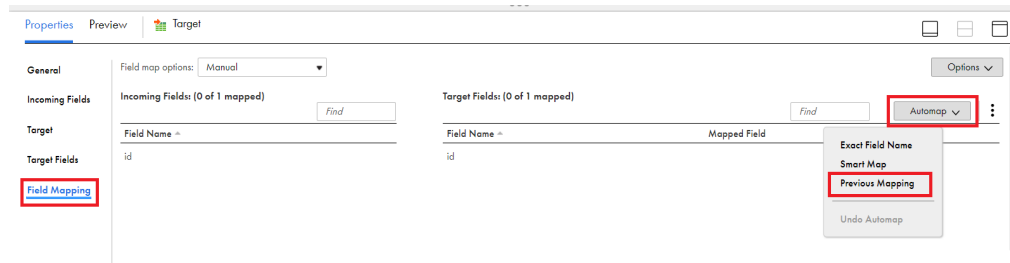 Properties Preview Target
General
Field map options: Manual Options
Incoming Fields
Incoming Fields: (0 of 1 mapped) Find
Target Fields: (0 of 1 mapped) Find Automap
Target
Field Name
Field Name Mapped Field
Exact Field Name
Smart Map
Previous Mapping
Undo Automap
Target Fields
id
id
Field Mapping